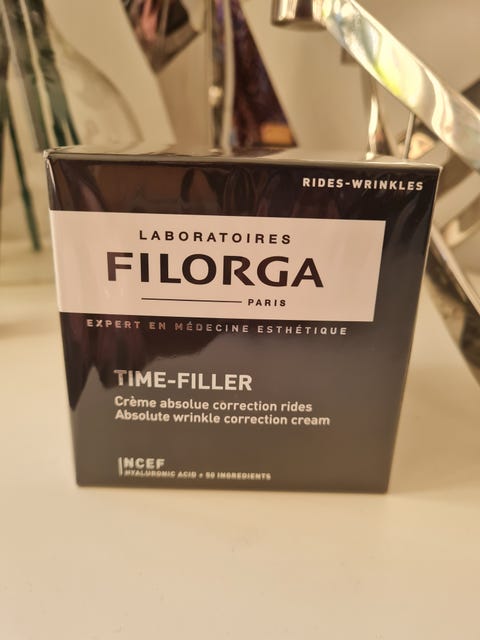 RIDES-WRINKLES
LABORATOIRES
FILORGA
PARIS
EXPERT EN MÉDECINE ESTHÉTIQUE
TIME-FILLER
Crème absolue correction rides
Absolute wrinkle correction cream
NCEF
HYALURONIC ACID + 50 INGREDIENTS